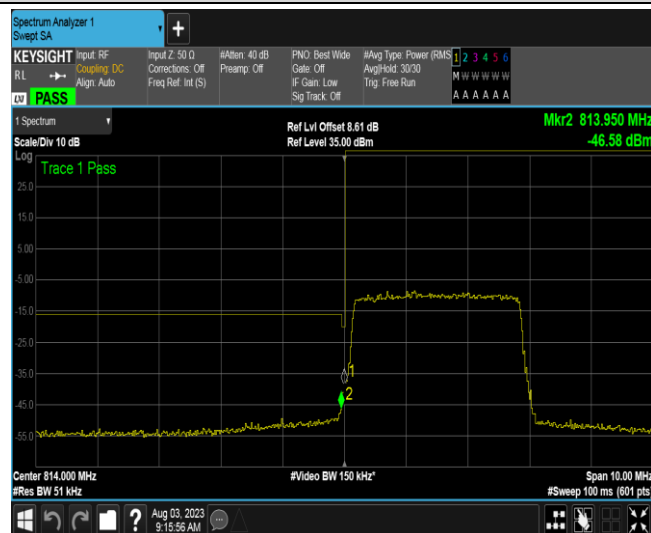 Spectrum Analyzer 1
Swept SA
KEYSIGHT Input: RF Input Z: 50 Ω #Atten: 40 dB PNO: Best Wide #Avg Type: Power (RMS 1 2 3 4 5 6
RL Coupling: DC Corrections: Off Preamp: Off Gate: Off Avg|Hold: 30/30 M W W W W W
Align: Auto Freq Ref: Int (S) IF Gain: Low Trig: Free Run
LXI PASS Sig Track: Off A A A A A A
1 Spectrum Ref Lvl Offset 8.61 dB Mkr2 813.950 MHz
Scale/Div 10 dB Ref Level 35.00 dBm -46.58 dBm
Log
Trace 1 Pass
25.0
15.0
5.00
-5.00
-15.0
-25.0
-35.0
1
-45.0
2
-55.0
Center 814.000 MHz #Video BW 150 kHz* Span 10.00 MHz
#Res BW 51 kHz #Sweep 100 ms (601 pts
? Aug 03, 2023
9:15:56 AM